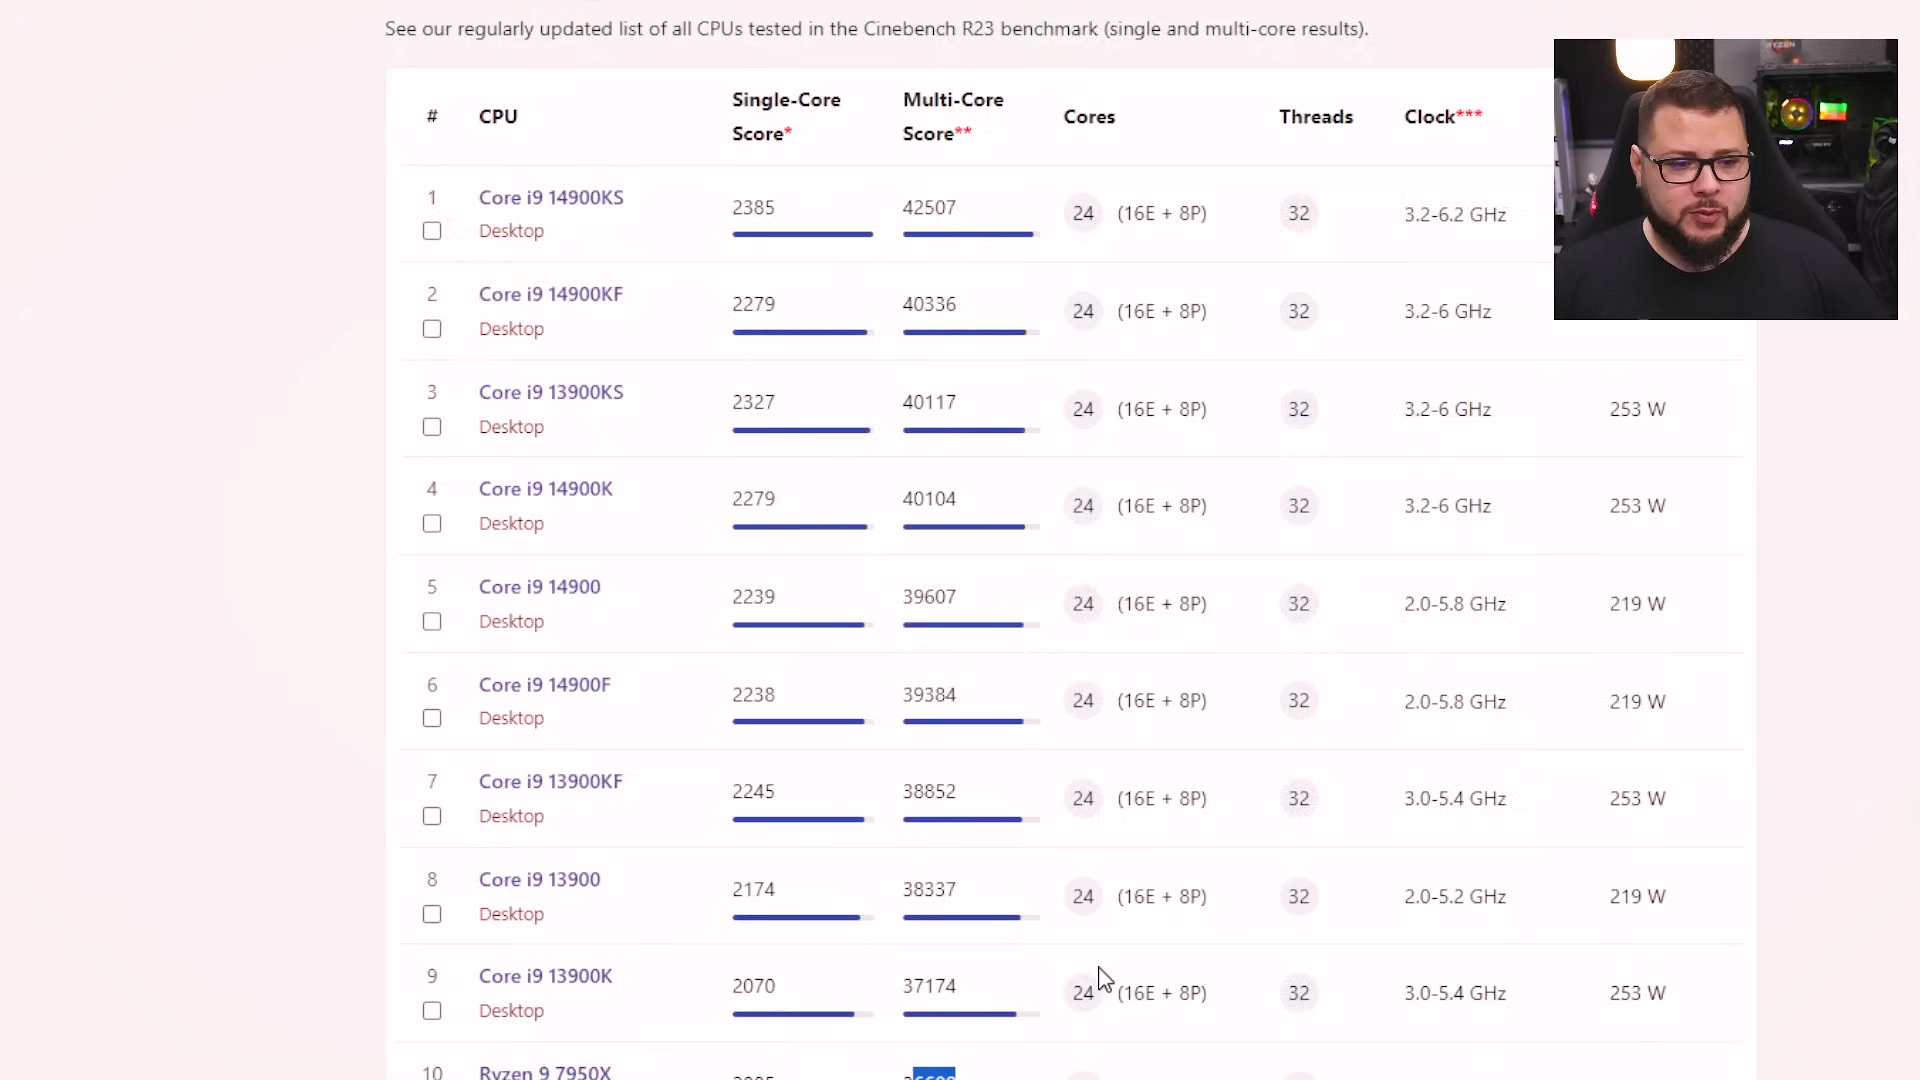 See our regularly updated list of all CPUs tested in the Cinebench R23 benchmark (single and multi-core results).
# CPU Single-Core Score* Multi-Core Score** Cores Threads Clock***
1 Core i9 14900KS Desktop 2385 42507 24 (16E + 8P) 32 3.2-6.2 GHz
2 Core i9 14900KF Desktop 2279 40336 24 (16E + 8P) 32 3.2-6 GHz
3 Core i9 13900KS Desktop 2327 40117 24 (16E + 8P) 32 3.2-6 GHz 253 W
4 Core i9 14900K Desktop 2279 40104 24 (16E + 8P) 32 3.2-6 GHz 253 W
5 Core i9 14900 Desktop 2239 39607 24 (16E + 8P) 32 2.0-5.8 GHz 219 W
6 Core i9 14900F Desktop 2238 39384 24 (16E + 8P) 32 2.0-5.8 GHz 219 W
7 Core i9 13900KF Desktop 2245 38852 24 (16E + 8P) 32 3.0-5.4 GHz 253 W
8 Core i9 13900 Desktop 2174 38337 24 (16E + 8P) 32 2.0-5.2 GHz 219 W
9 Core i9 13900K Desktop 2070 37174 24 (16E + 8P) 32 3.0-5.4 GHz 253 W
10 Ryzen 9 7950X
RYZEN